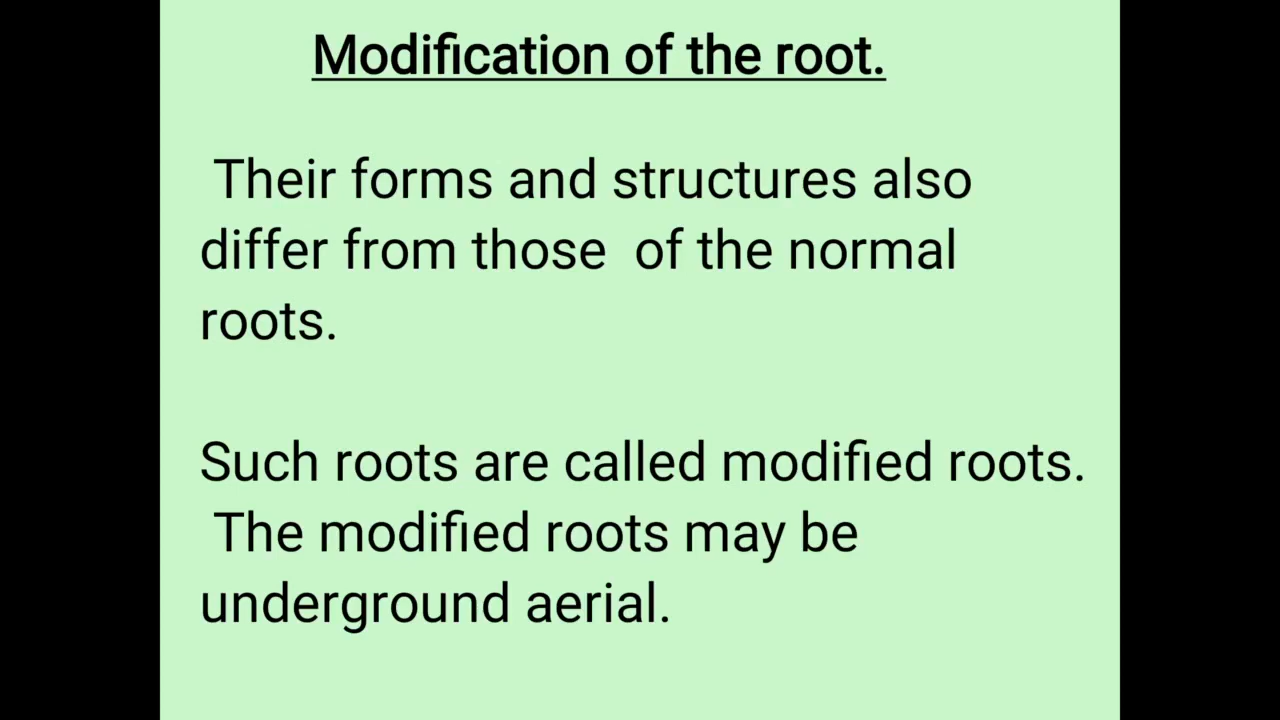 Modification of the root.
Their forms and structures also
differ from those of the normal
roots.
Such roots are called modified roots.
The modified roots may be
underground aerial.